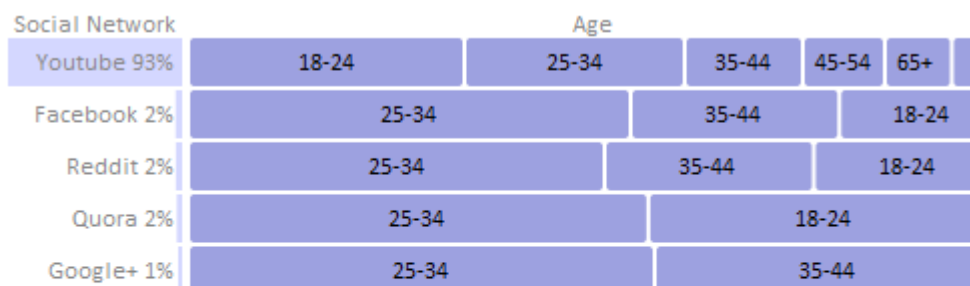 Social Network Age
Youtube 93% 18-24 25-34 35-44 45-54 65+
Facebook 2% 25-34 35-44 18-24
Reddit 2% 25-34 35-44 18-24
Quora 2% 25-34 18-24
Google+ 1% 25-34 35-44